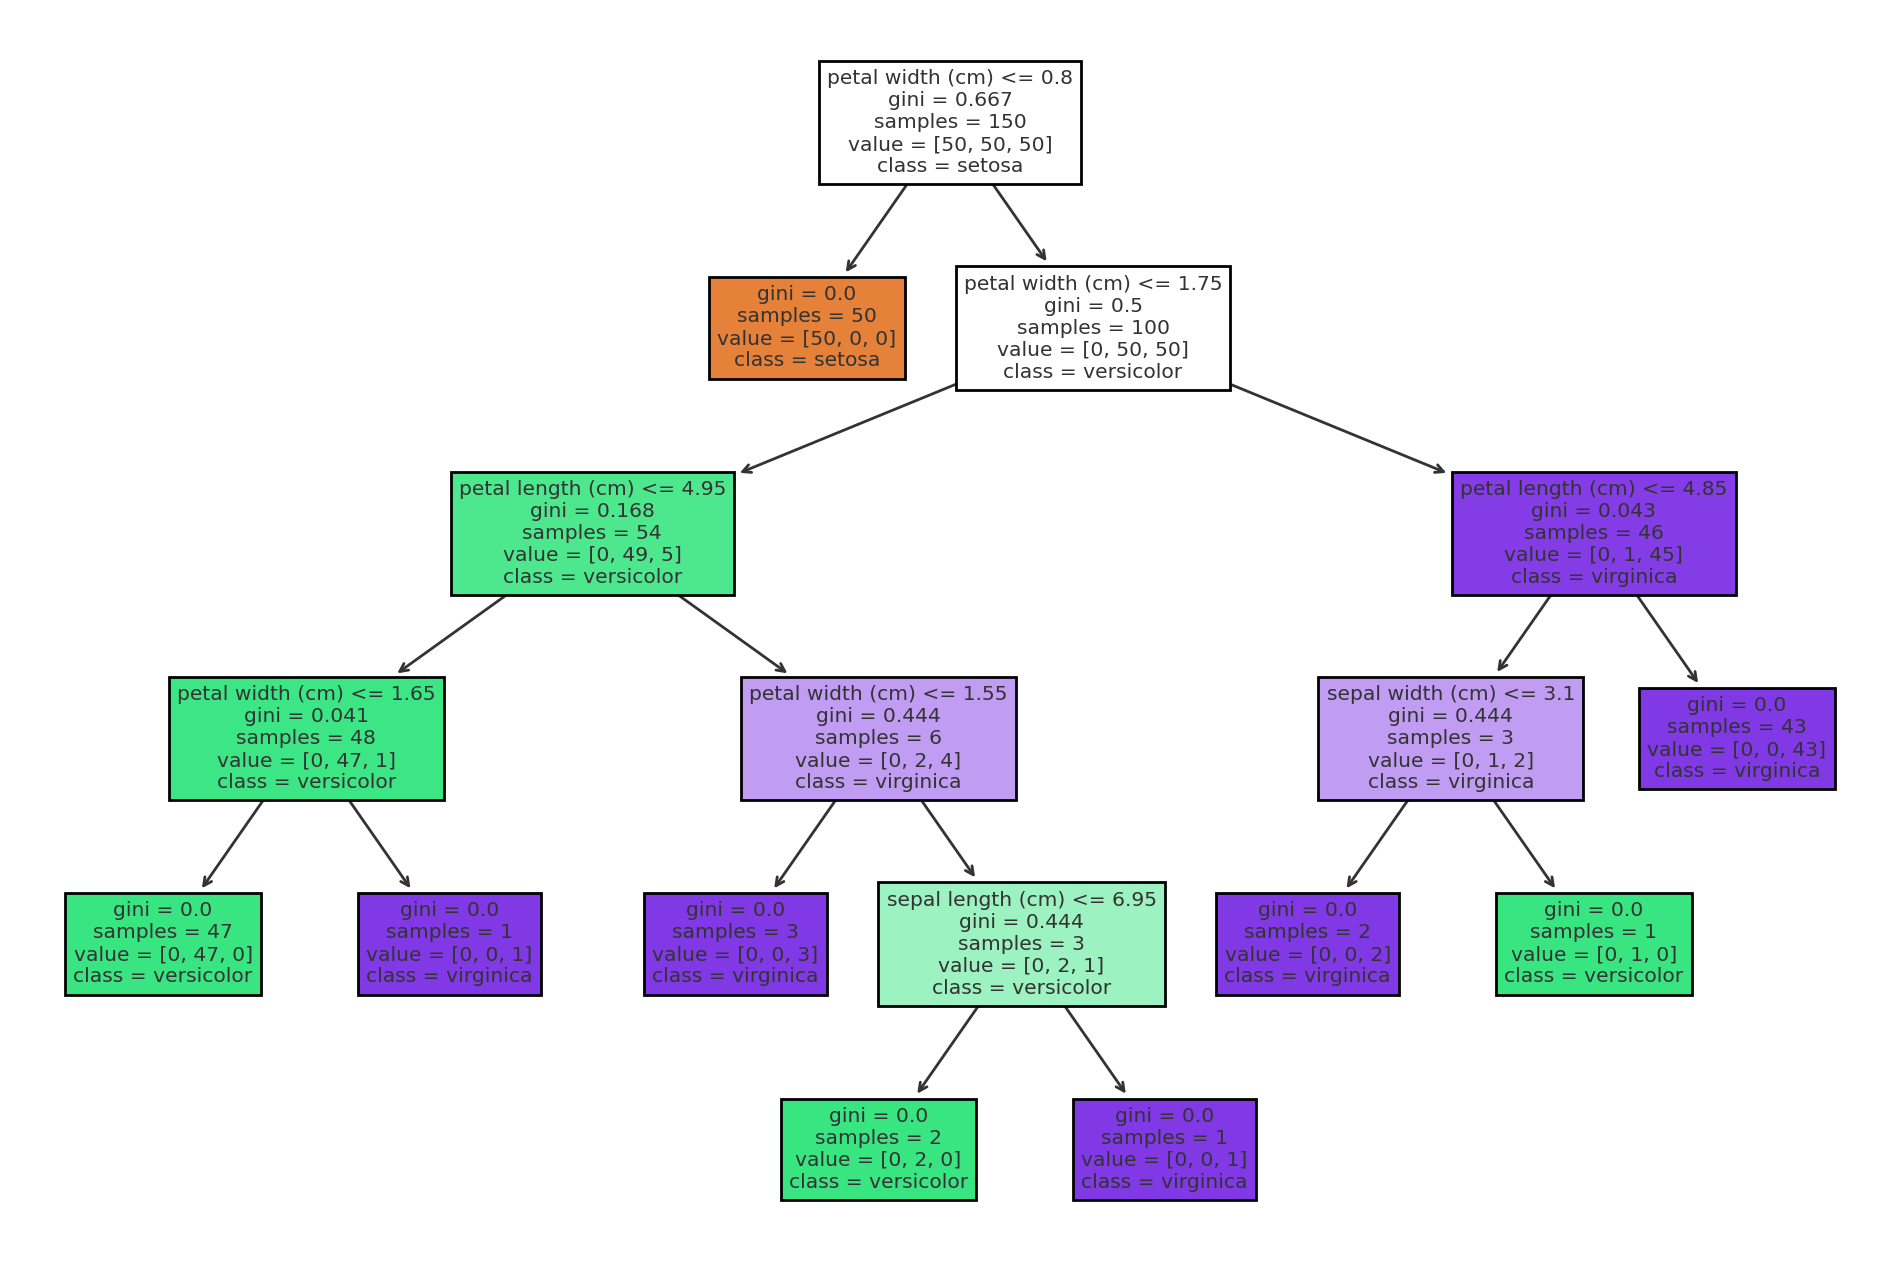 petal width (cm) <= 0.8
gini = 0.667
samples = 150
value = [50, 50, 50]
class = setosa
gini = 0.0
samples = 50
value = [50, 0, 0]
class = setosa
petal width (cm) <= 1.75
gini = 0.5
samples = 100
value = [0, 50, 50]
class = versicolor
petal length (cm) <= 4.95
gini = 0.168
samples = 54
value = [0, 49, 5]
class = versicolor
petal length (cm) <= 4.85
gini = 0.043
samples = 46
value = [0, 1, 45]
class = virginica
petal width (cm) <= 1.65
gini = 0.041
samples = 48
value = [0, 47, 1]
class = versicolor
petal width (cm) <= 1.55
gini = 0.444
samples = 6
value = [0, 2, 4]
class = virginica
sepal width (cm) <= 3.1
gini = 0.444
samples = 3
value = [0, 1, 2]
class = virginica
gini = 0.0
samples = 43
value = [0, 0, 43]
class = virginica
gini = 0.0
samples = 47
value = [0, 47, 0]
class = versicolor
gini = 0.0
samples = 1
value = [0, 0, 1]
class = virginica
gini = 0.0
samples = 3
value = [0, 0, 3]
class = virginica
sepal length (cm) <= 6.95
gini = 0.444
samples = 3
value = [0, 2, 1]
class = versicolor
gini = 0.0
samples = 2
value = [0, 0, 2]
class = virginica
gini = 0.0
samples = 1
value = [0, 1, 0]
class = versicolor
gini = 0.0
samples = 2
value = [0, 2, 0]
class = versicolor
gini = 0.0
samples = 1
value = [0, 0, 1]
class = virginica